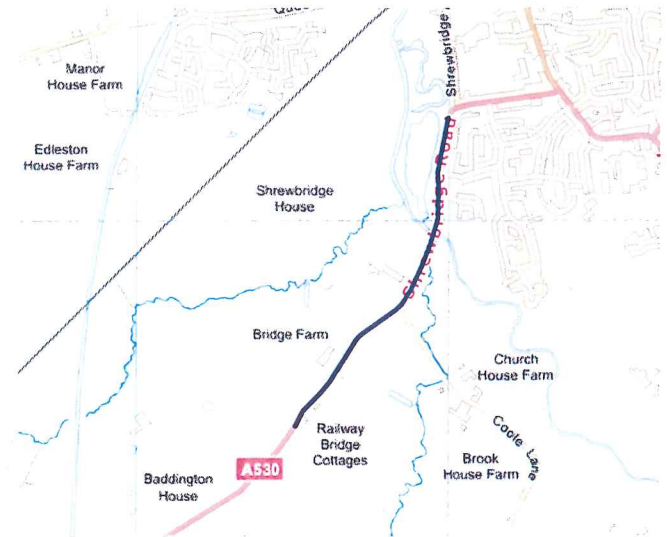 Shrewbridge
Manor
House Farm
Edleston
House Farm
Shrewbridge
House
Shrewbridge Road
Bridge Farm
Church
House Farm
Railway
Bridge
Cottages
Coole Lane
A530
Brook
House Farm
Baddington
House